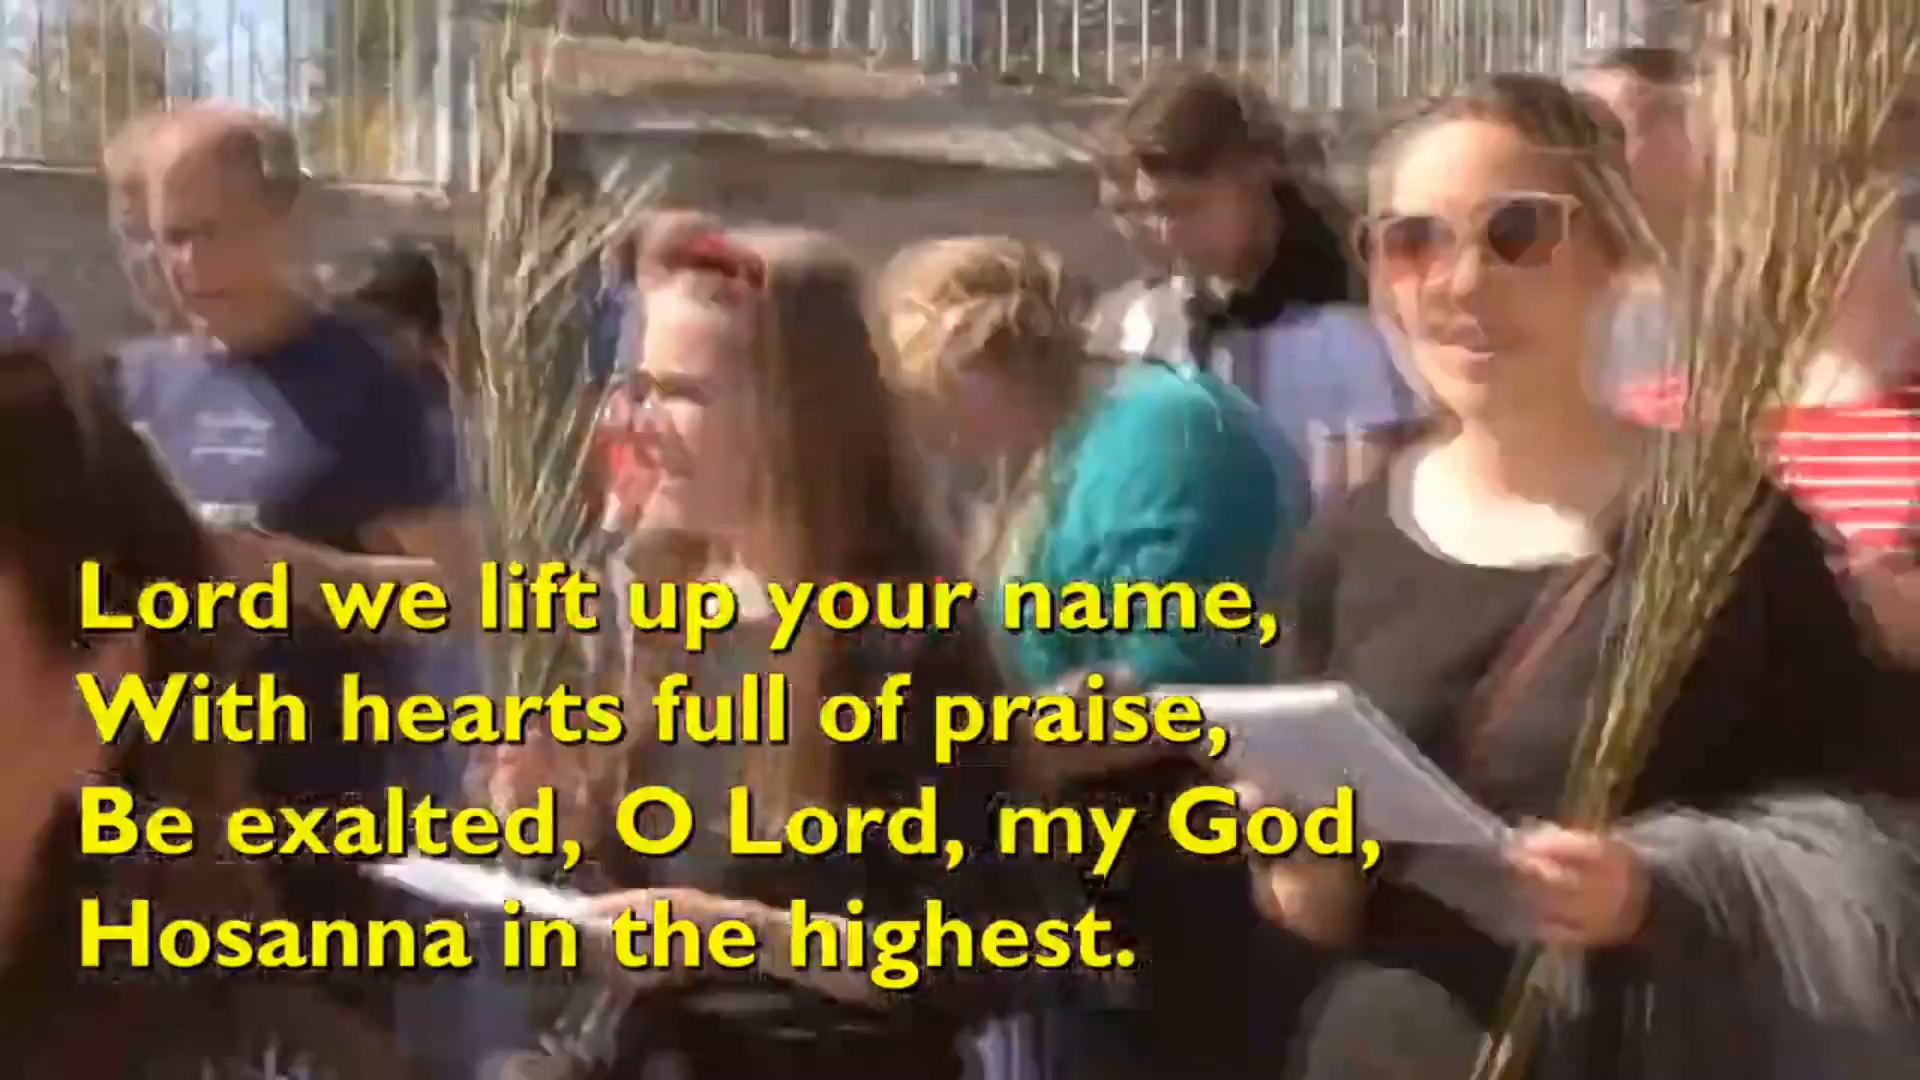 Lord we lift up your name,
With hearts full of praise,
Be exalted, O Lord, my God,
Hosanna in the highest.